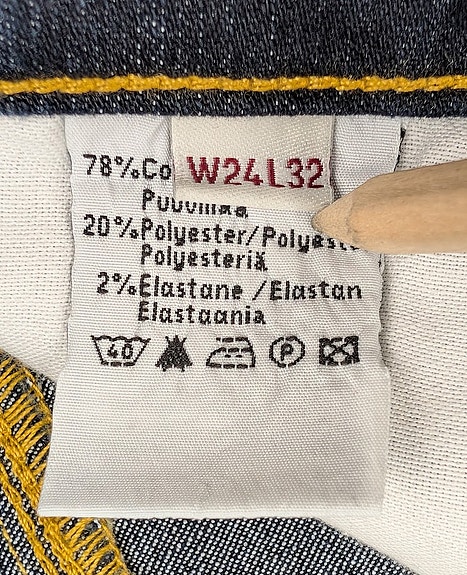 78%Co
W24L32
Puuvillaa
20%Polyester/Polyeste
Polyesteriä
2%Elastane/Elastan
Elastaania
40 P